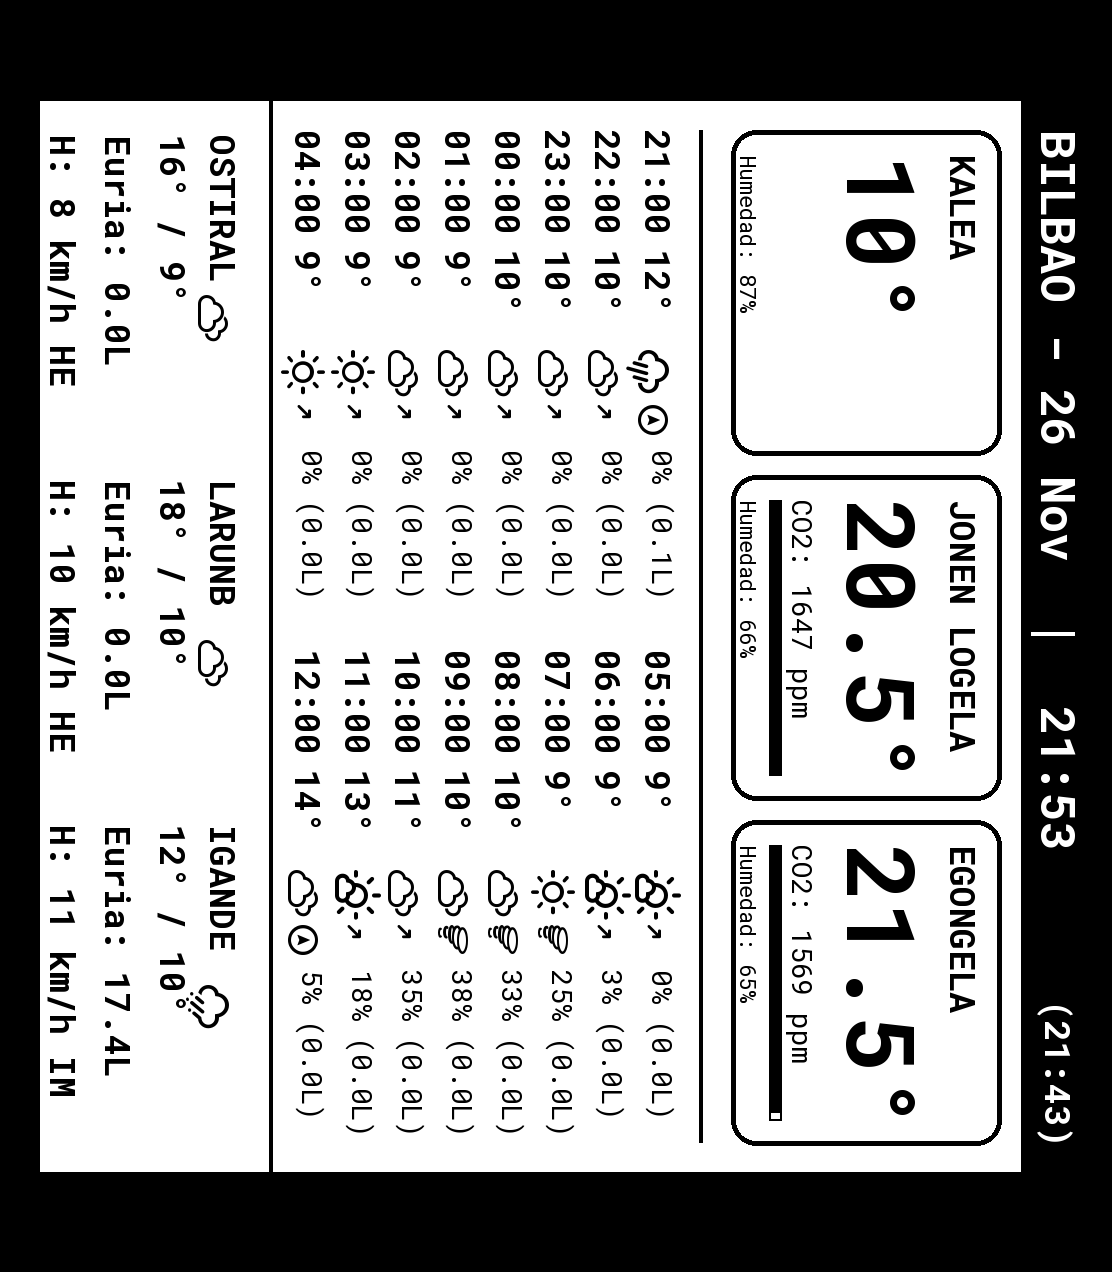 BILBAO - 26 Nov | 21:53 (21:43)
KALEA
10°
Humedad: 87%
JONEN LOGELA
20.5°
CO2: 1647 ppm
Humedad: 66%
EGONGELA
21.5°
CO2: 1569 ppm
Humedad: 65%
21:00 12° 0% (0.1L)
22:00 10° ↗ 0% (0.0L)
23:00 10° ↗ 0% (0.0L)
00:00 10° ↗ 0% (0.0L)
01:00 9° ↗ 0% (0.0L)
02:00 9° ↗ 0% (0.0L)
03:00 9° ↗ 0% (0.0L)
04:00 9° ↗ 0% (0.0L)
05:00 9° ↗ 0% (0.0L)
06:00 9° ↗ 3% (0.0L)
07:00 9° 25% (0.0L)
08:00 10° 33% (0.0L)
09:00 10° 38% (0.0L)
10:00 11° ↗ 35% (0.0L)
11:00 13° ↗ 18% (0.0L)
12:00 14° 5% (0.0L)
OSTIRAL
16° / 9°
Euria: 0.0L
H: 8 km/h HE
LARUNB
18° / 10°
Euria: 0.0L
H: 10 km/h HE
IGANDE
12° / 10°
Euria: 17.4L
H: 11 km/h IM